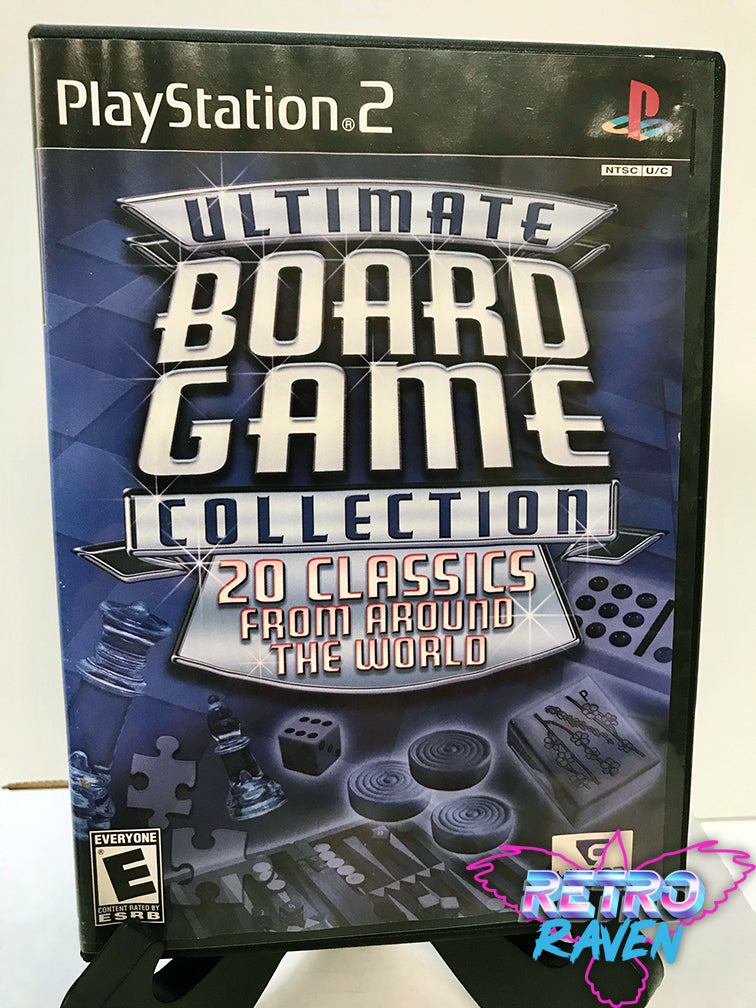 PlayStation®2
NTSC U/C
ULTIMATE
BOARD
GAME
COLLECTION
20 CLASSICS
FROM AROUND
THE WORLD
P
EVERYONE
E
CONTENT RATED BY
ESRB
G
RETRO
RAVEN